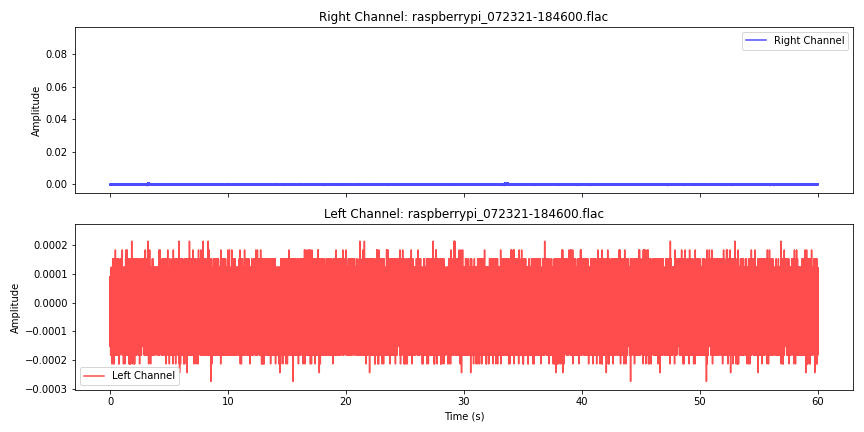 Right Channel: raspberrypi_072321-184600.flac
Right Channel
0.08
0.06
0.04
0.02
0.00
Amplitude
Left Channel: raspberrypi_072321-184600.flac
0.0002
0.0001
0.0000
−0.0001
−0.0002
−0.0003
Amplitude
Left Channel
0 10 20 30 40 50 60
Time (s)